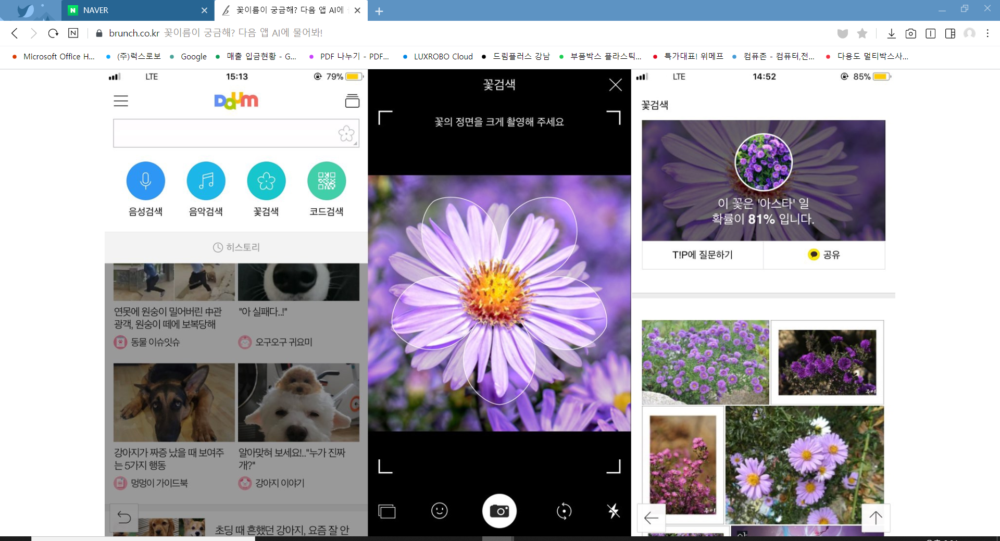 NAVER
꽃이름이 궁금해? 다음 앱 AI에
brunch.co.kr 꽃이름이 궁금해? 다음 앱 AI에 물어봐!
Microsoft Office H...
(주)럭스로보
Google
매출 입금현황 - G...
PDF 나누기 - PDF...
LUXROBO Cloud
드림플러스 강남
부품박스 플라스틱...
특가대표! 위메프
컴퓨존 - 컴퓨터,전...
다용도 멀티박스사...
LTE 15:13 79%
Daum
음성검색
음악검색
꽃검색
코드검색
히스토리
연못에 원숭이 밀어버린 中관
광객, 원숭이 떼에 보복당해
동물 이슈잇슈
"아 실패다..!"
오구오구 귀요미
강아지가 짜증 났을 때 보여주
는 5가지 행동
멍멍이 가이드북
알아맞혀 보세요!.."누가 진짜
개?"
강아지 이야기
초딩 때 흔했던 강아지, 요즘 잘 안
꽃검색
꽃의 정면을 크게 촬영해 주세요
LTE 14:52 85%
꽃검색
이 꽃은 '아스타' 일
확률이 81% 입니다.
T!P에 질문하기
공유